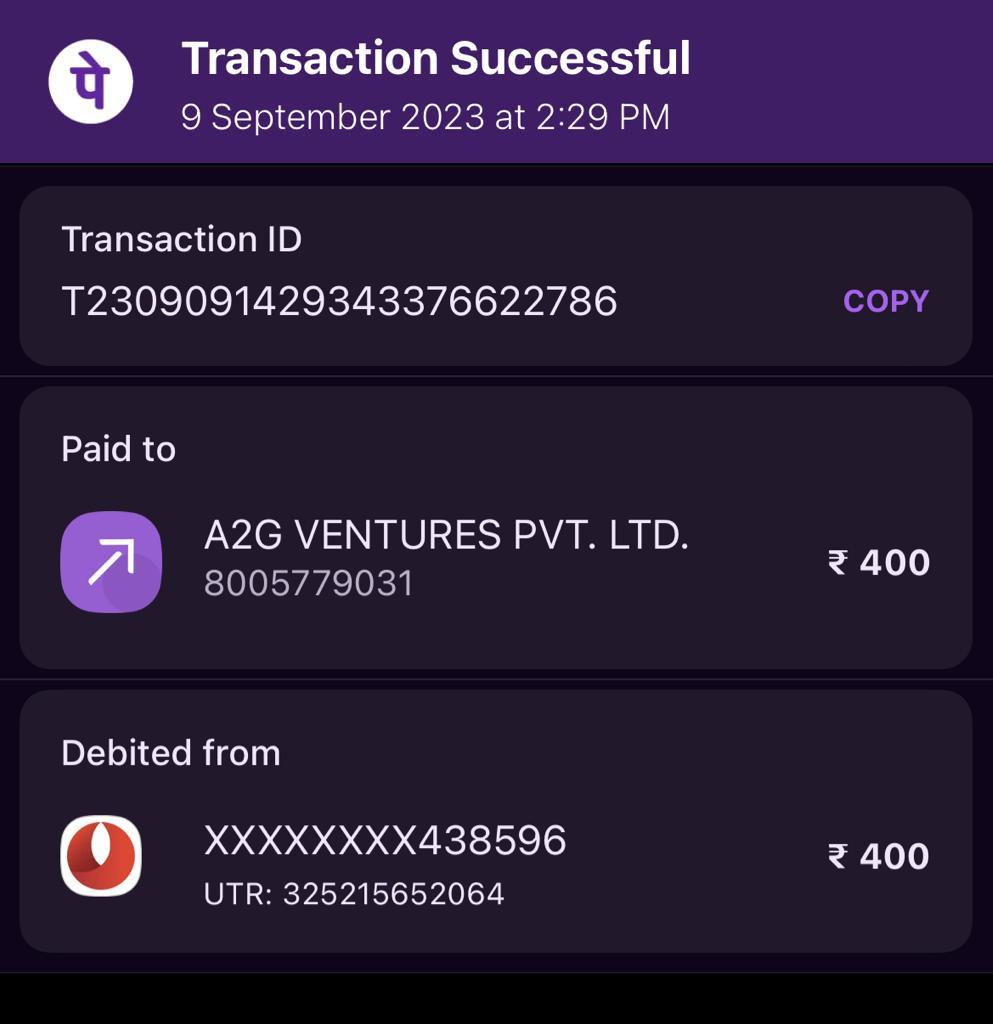 पे
Transaction Successful
9 September 2023 at 2:29 PM
Transaction ID
T2309091429343376622786
COPY
Paid to
A2G VENTURES PVT. LTD.
8005779031
₹ 400
Debited from
XXXXXXXX438596
UTR: 325215652064
₹ 400